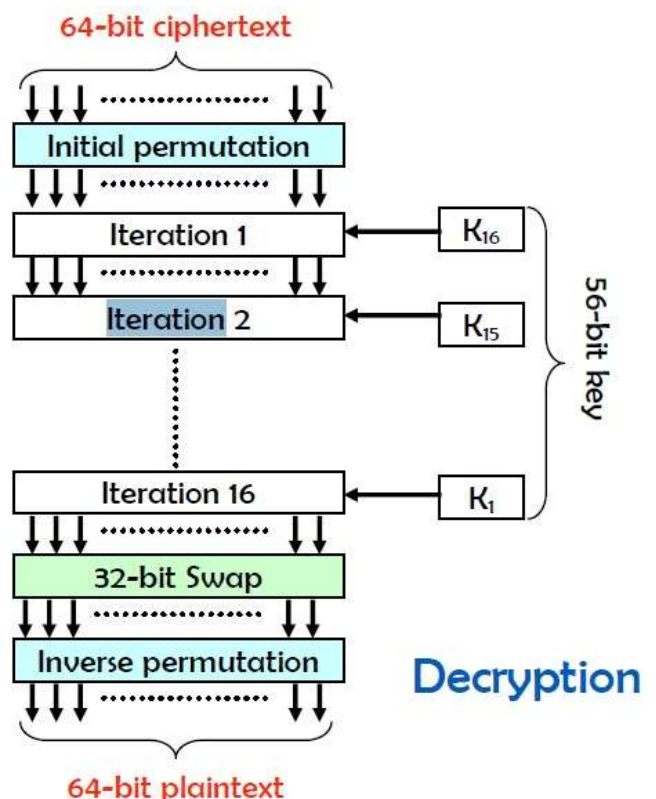 64-bit ciphertext
Initial permutation
Iteration 1
K₁₆
Iteration 2
K₁₅
56-bit key
Iteration 16
K₁
32-bit Swap
Inverse permutation
Decryption
64-bit plaintext